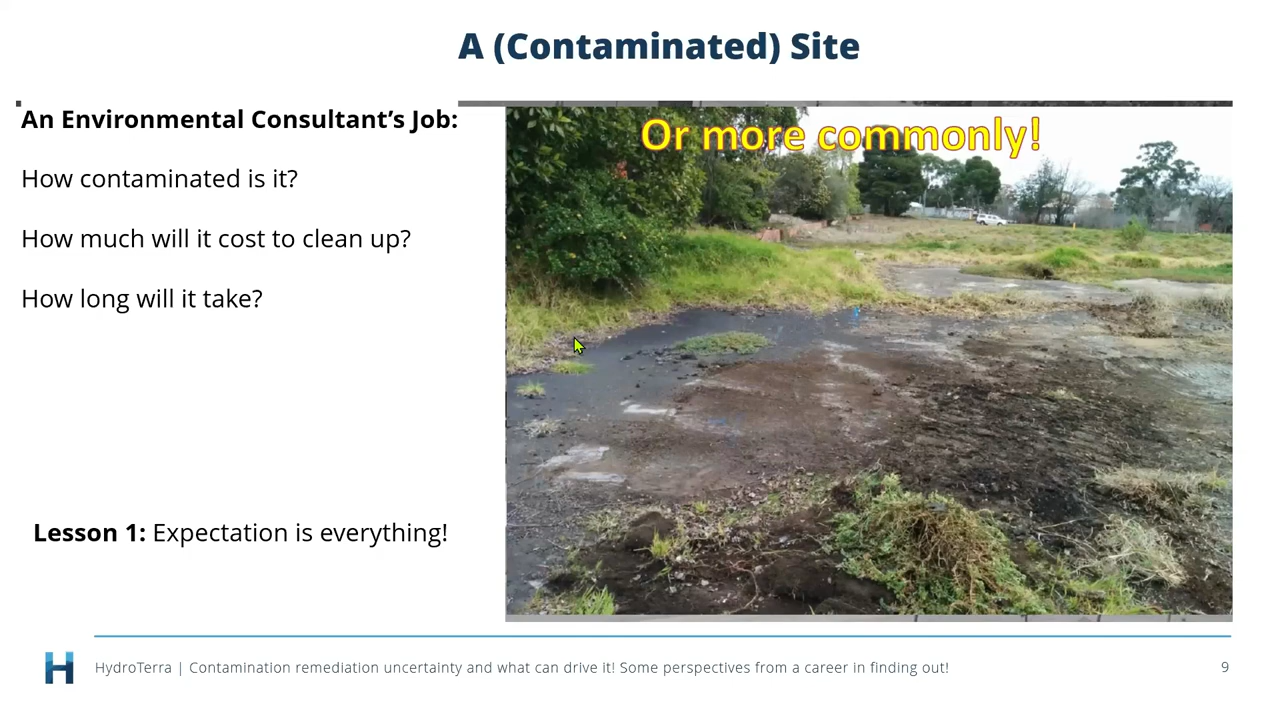 A (Contaminated) Site
An Environmental Consultant’s Job:
How contaminated is it?
How much will it cost to clean up?
How long will it take?
Lesson 1: Expectation is everything!
Or more commonly!
HydroTerra | Contamination remediation uncertainty and what can drive it! Some perspectives from a career in finding out!
9